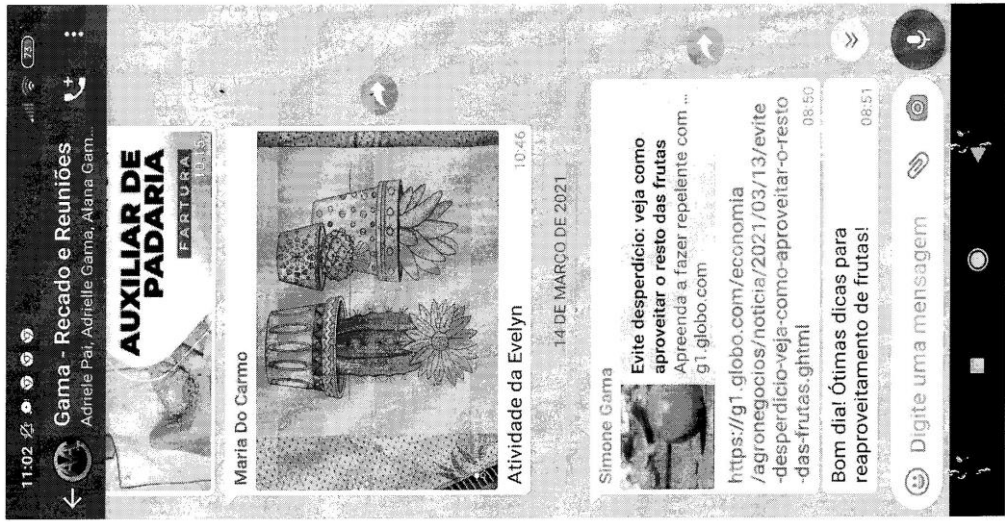 11:02
73
Gama - Recado e Reuniões
Adriele Pai, Adrielle Gama, Alana Gam...
AUXILIAR DE
PADARIA
FARTURA
10:19
Maria Do Carmo
10:46
Atividade da Evelyn
14 DE MARÇO DE 2021
Simone Gama
Evite desperdício: veja como
aproveitar o resto das frutas
Aprenda a fazer repelente com ...
g1.globo.com
https://g1.globo.com/economia
/agronegocios/noticia/2021/03/13/evite
-desperdicio-veja-como-aproveitar-o-resto
-das-frutas.ghtml
08:50
Bom dia! Ótimas dicas para
reaproveitamento de frutas!
08:51
Digite uma mensagem